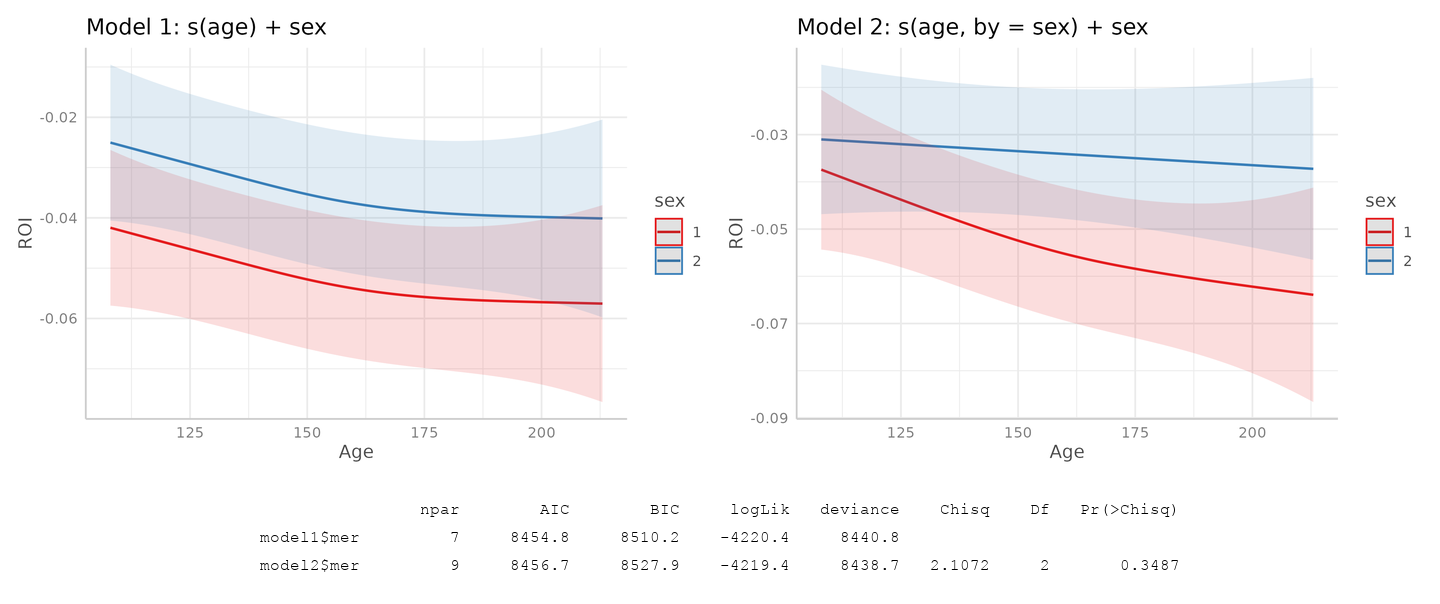 Model 1: s(age) + sex
-0.02
-0.04
-0.06
ROI
125 150 175 200
Age
sex
1
2
Model 2: s(age, by = sex) + sex
-0.03
-0.05
-0.07
-0.09
ROI
125 150 175 200
Age
sex
1
2
npar AIC BIC logLik deviance Chisq Df Pr(>Chisq)
model1$mer 7 8454.8 8510.2 -4220.4 8440.8
model2$mer 9 8456.7 8527.9 -4219.4 8438.7 2.1072 2 0.3487